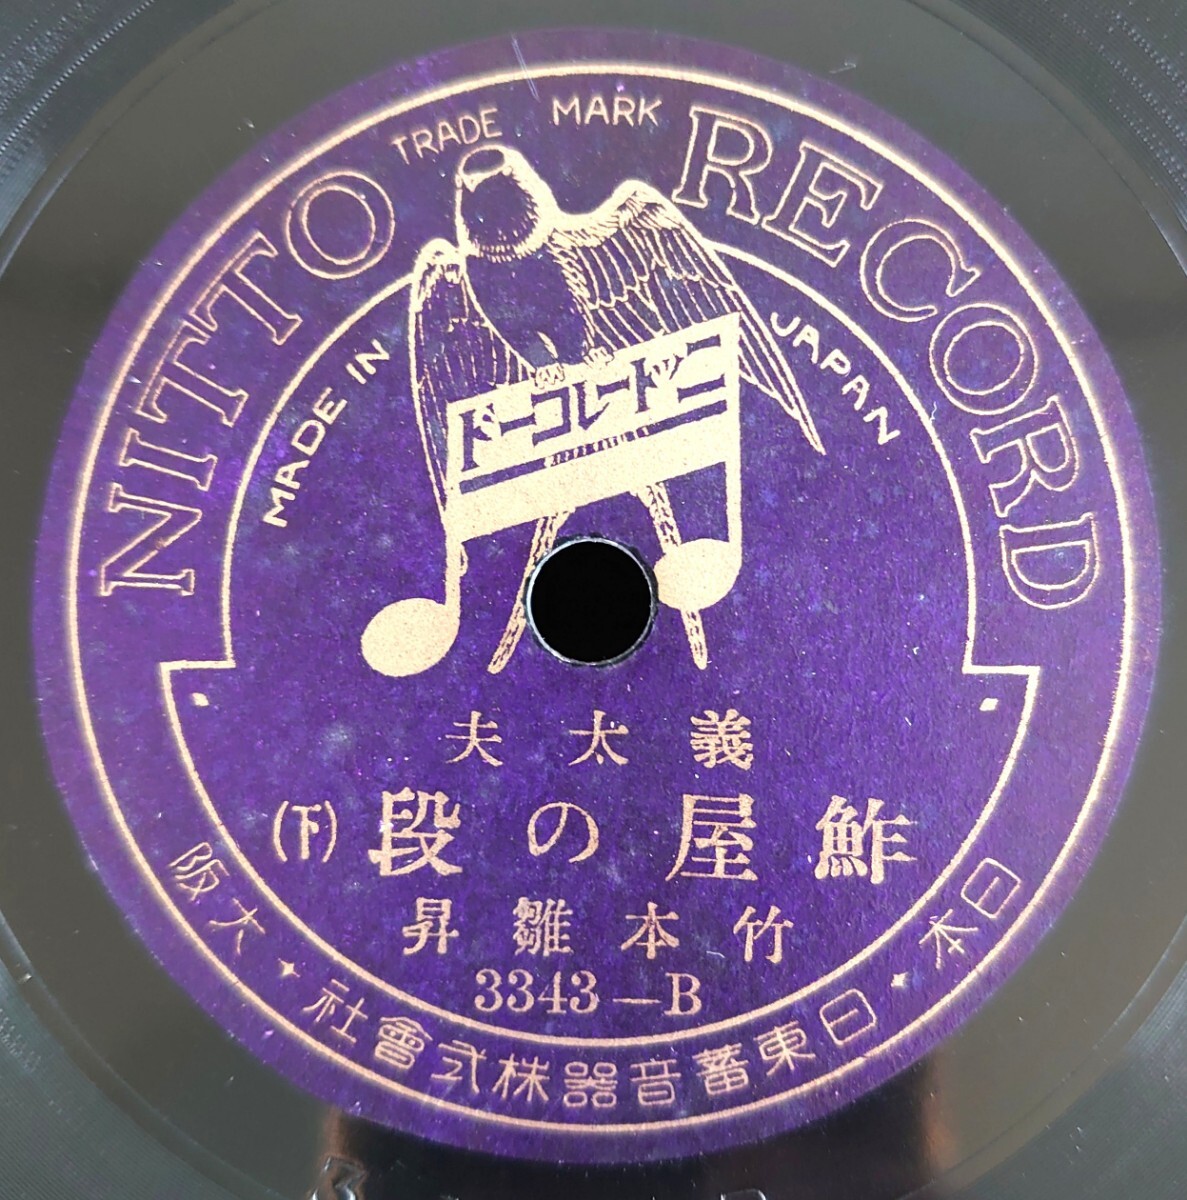 TRADE MARK
NITTO RECORD
MADE IN JAPAN
ニットーレコード
義太夫
鮓屋の段 (下)
竹本雛昇
3343-B
日本・日東蓄音器株式會社・大阪